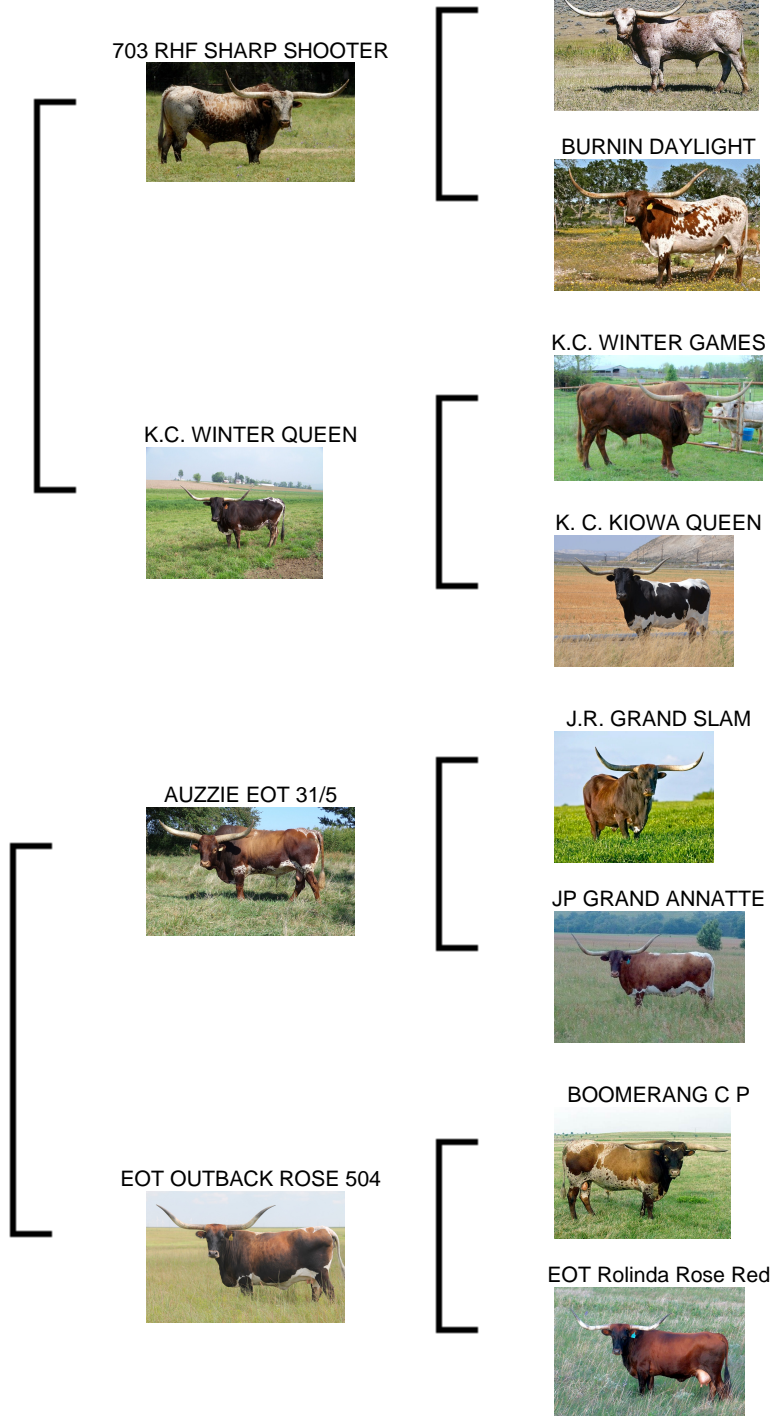 703 RHF SHARP SHOOTER
BURNIN DAYLIGHT
K.C. WINTER GAMES
K.C. WINTER QUEEN
K. C. KIOWA QUEEN
J.R. GRAND SLAM
AUZZIE EOT 31/5
JP GRAND ANNATTE
BOOMERANG C P
EOT OUTBACK ROSE 504
EOT Rolinda Rose Red